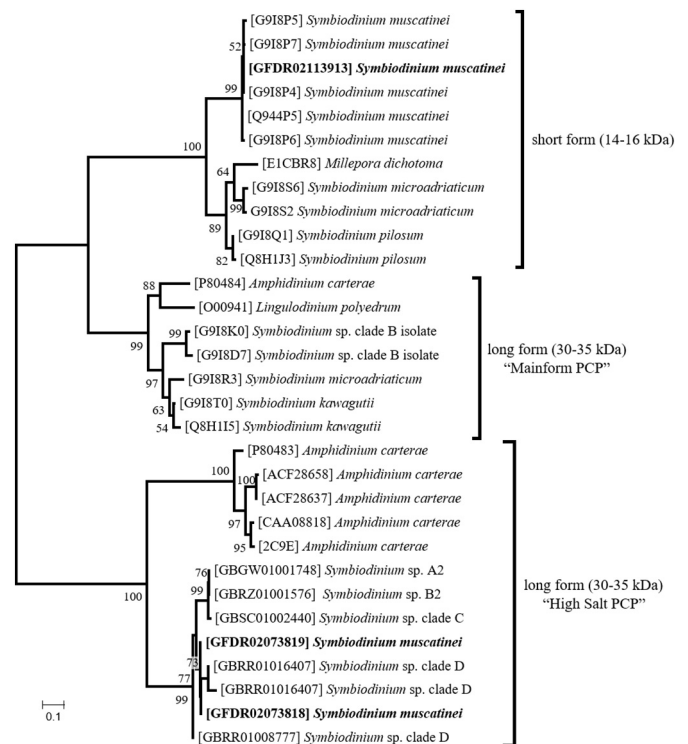 [G9I8P5] Symbiodinium muscatinei
52
[G9I8P7] Symbiodinium muscatinei
[GFDR02113913] Symbiodinium muscatinei
99
[G9I8P4] Symbiodinium muscatinei
[Q944P5] Symbiodinium muscatinei
[G9I8P6] Symbiodinium muscatinei
short form (14-16 kDa)
100
[E1CBR8] Millepora dichotoma
64
[G9I8S6] Symbiodinium microadriaticum
99
G9I8S2 Symbiodinium microadriaticum
89
[G9I8Q1] Symbiodinium pilosum
82
[Q8H1J3] Symbiodinium pilosum
88
[P80484] Amphidinium carterae
[O00941] Lingulodinium polyedrum
99
99
[G9I8K0] Symbiodinium sp. clade B isolate
[G9I8D7] Symbiodinium sp. clade B isolate
long form (30-35 kDa)
“Mainform PCP”
97
[G9I8R3] Symbiodinium microadriaticum
[G9I8T0] Symbiodinium kawagutii
63
54
[Q8H1I5] Symbiodinium kawagutii
[P80483] Amphidinium carterae
100
100
[ACF28658] Amphidinium carterae
[ACF28637] Amphidinium carterae
97
[CAA08818] Amphidinium carterae
95
[2C9E] Amphidinium carterae
76
[GBGW01001748] Symbiodinium sp. A2
99
[GBRZ01001576] Symbiodinium sp. B2
100
[GBSC01002440] Symbiodinium sp. clade C
long form (30-35 kDa)
“High Salt PCP”
[GFDR02073819] Symbiodinium muscatinei
73
[GBRR01016407] Symbiodinium sp. clade D
77
[GBRR01016407] Symbiodinium sp. clade D
99
[GFDR02073818] Symbiodinium muscatinei
[GBRR01008777] Symbiodinium sp. clade D
0.1